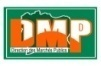 DMP
Direction des Marchés Publics